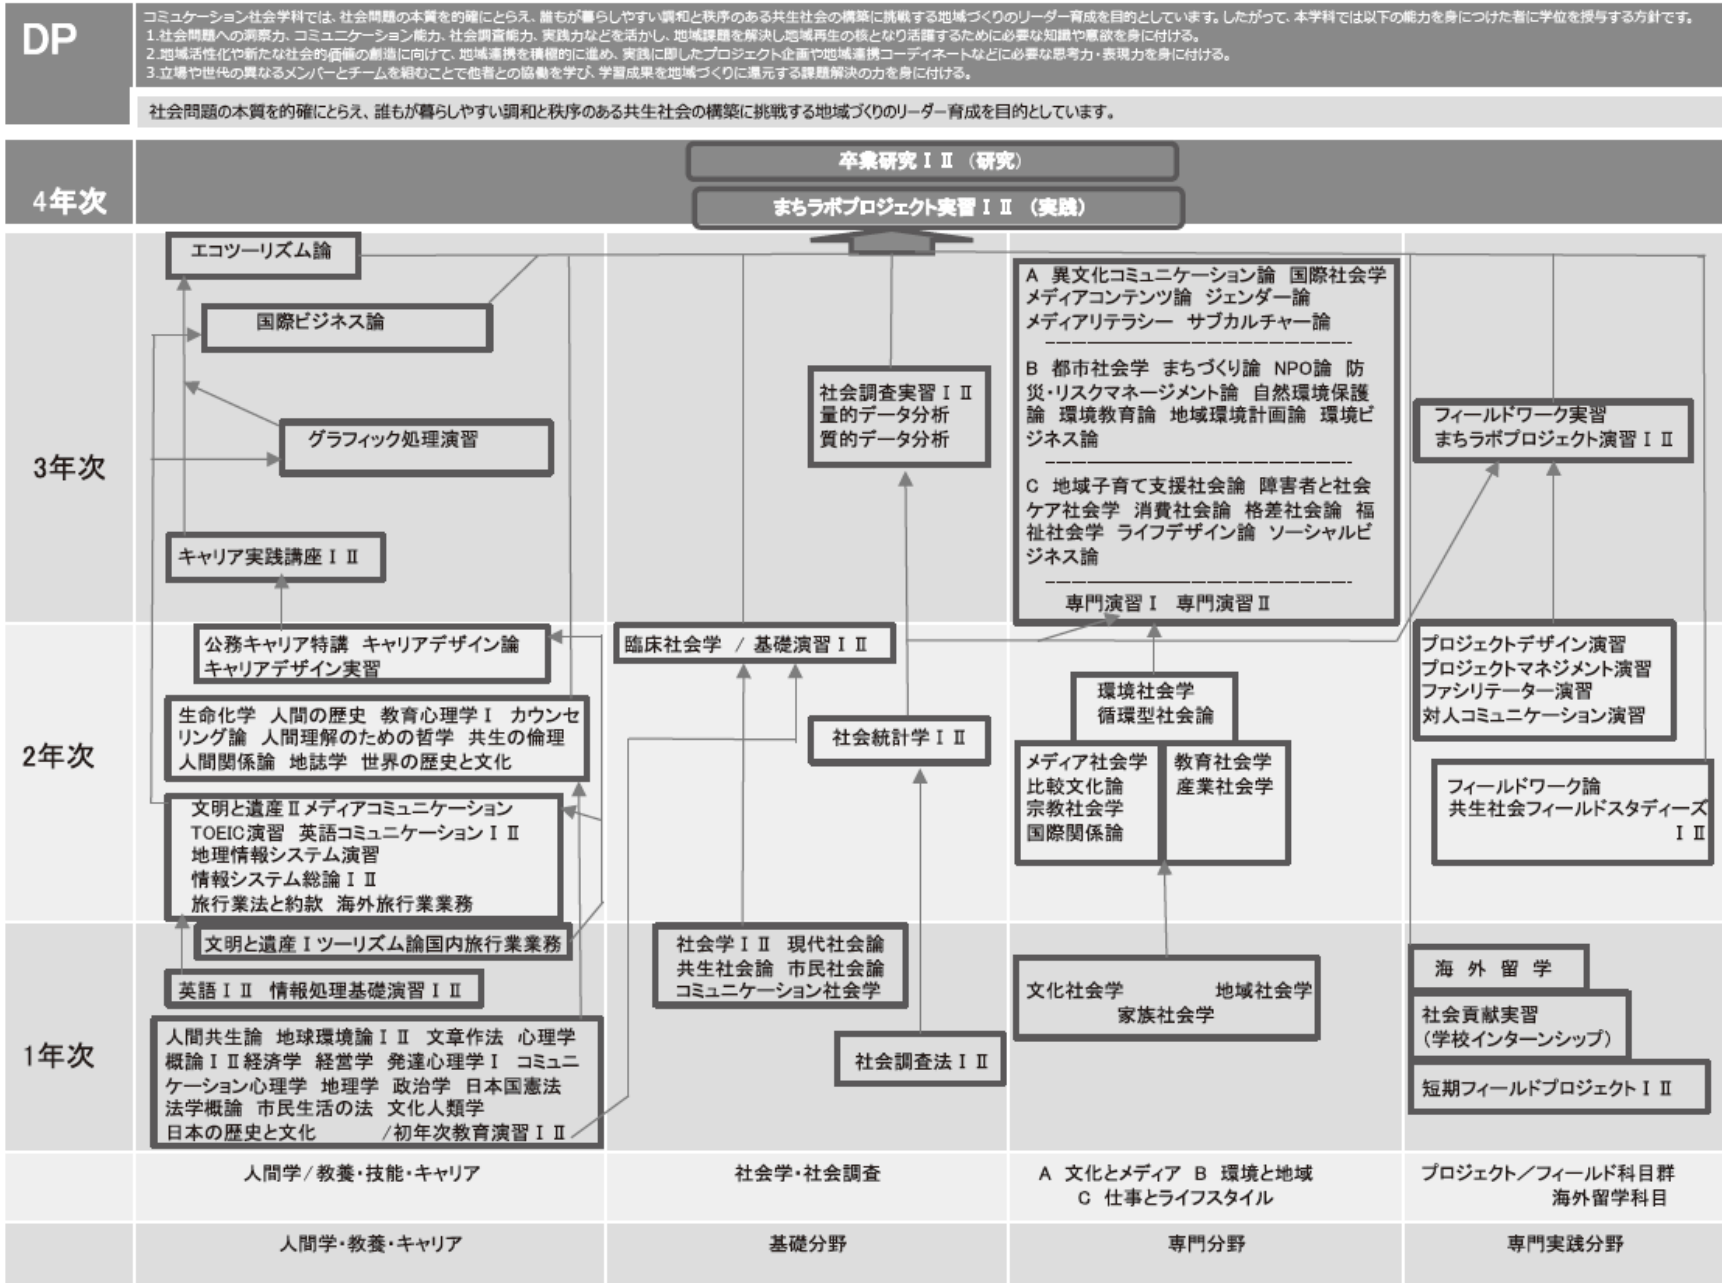 DP
コミュケーション社会学科では、社会問題の本質を的確にとらえ、誰もが暮らしやすい調和と秩序のある共生社会の構築に挑戦する地域づくりのリーダー育成を目的としています。したがって、本学科では以下の能力を身につけた者に学位を授与する方針です。
1.社会問題への洞察力、コミュニケーション能力、社会調査能力、実践力などを活かし、地域課題を解決し地域再生の核となり活躍するために必要な知識や意欲を身に付ける。
2.地域活性化や新たな社会的価値の創造に向けて、地域連携を積極的に進め、実践に即したプロジェクト企画や地域連携コーディネートなどに必要な思考力・表現力を身に付ける。
3.立場や世代の異なるメンバーとチームを組むことで他者との協働を学び、学習成果を地域づくりに還元する課題解決の力を身に付ける。
社会問題の本質を的確にとらえ、誰もが暮らしやすい調和と秩序のある共生社会の構築に挑戦する地域づくりのリーダー育成を目的としています。
4年次
卒業研究Ⅰ Ⅱ （研究）
まちラボプロジェクト実習Ⅰ Ⅱ （実践）
3年次
エコツーリズム論
国際ビジネス論
グラフィック処理演習
キャリア実践講座Ⅰ Ⅱ
社会調査実習Ⅰ Ⅱ
量的データ分析
質的データ分析
A 異文化コミュニケーション論 国際社会学
メディアコンテンツ論 ジェンダー論
メディアリテラシー サブカルチャー論
B 都市社会学 まちづくり論 NPO論 防
災・リスクマネージメント論 自然環境保護
論 環境教育論 地域環境計画論 環境ビ
ジネス論
C 地域子育て支援社会論 障害者と社会
ケア社会学 消費社会論 格差社会論 福
祉社会学 ライフデザイン論 ソーシャルビ
ジネス論
専門演習Ⅰ 専門演習Ⅱ
フィールドワーク実習
まちラボプロジェクト演習Ⅰ Ⅱ
2年次
公務キャリア特講 キャリアデザイン論
キャリアデザイン実習
生命化学 人間の歴史 教育心理学Ⅰ カウンセ
リング論 人間理解のための哲学 共生の倫理
人間関係論 地誌学 世界の歴史と文化
文明と遺産Ⅱメディアコミュニケーション
TOEIC演習 英語コミュニケーションⅠ Ⅱ
地理情報システム演習
情報システム総論Ⅰ Ⅱ
旅行業法と約款 海外旅行業業務
臨床社会学 / 基礎演習Ⅰ Ⅱ
社会統計学Ⅰ Ⅱ
環境社会学
循環型社会論
メディア社会学
比較文化論
宗教社会学
国際関係論
教育社会学
産業社会学
プロジェクトデザイン演習
プロジェクトマネジメント演習
ファシリテーター演習
対人コミュニケーション演習
フィールドワーク論
共生社会フィールドスタディーズ
Ⅰ Ⅱ
1年次
文明と遺産Ⅰツーリズム論国内旅行業業務
英語Ⅰ Ⅱ 情報処理基礎演習Ⅰ Ⅱ
人間共生論 地球環境論Ⅰ Ⅱ 文章作法 心理学
概論Ⅰ Ⅱ経済学 経営学 発達心理学Ⅰ コミュニ
ケーション心理学 地理学 政治学 日本国憲法
法学概論 市民生活の法 文化人類学
日本の歴史と文化 /初年次教育演習Ⅰ Ⅱ
社会学Ⅰ Ⅱ 現代社会論
共生社会論 市民社会論
コミュニケーション社会学
社会調査法Ⅰ Ⅱ
文化社会学 地域社会学
家族社会学
海 外 留 学
社会貢献実習
（学校インターンシップ）
短期フィールドプロジェクトⅠ Ⅱ
人間学/教養・技能・キャリア
社会学・社会調査
A 文化とメディア B 環境と地域
C 仕事とライフスタイル
プロジェクト／フィールド科目群
海外留学科目
人間学・教養・キャリア
基礎分野
専門分野
専門実践分野